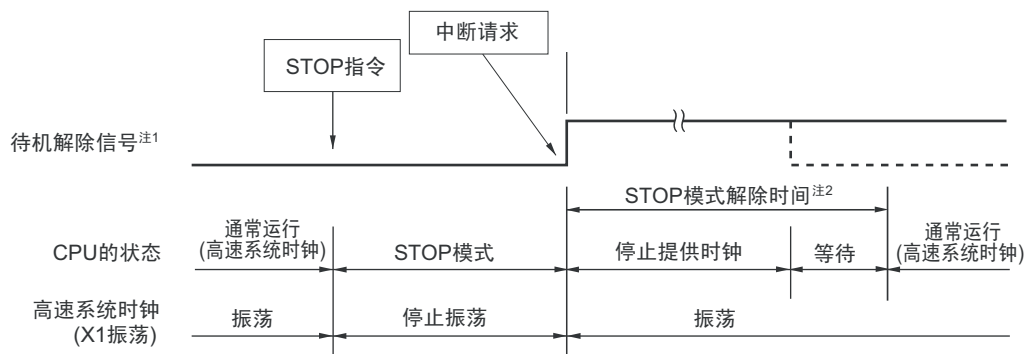 中断请求
STOP指令
待机解除信号注1
STOP模式解除时间注2
通常运行
(高速系统时钟)
CPU的状态
STOP模式
停止提供时钟
等待
通常运行
(高速系统时钟)
高速系统时钟
(X1振荡)
振荡
停止振荡
振荡